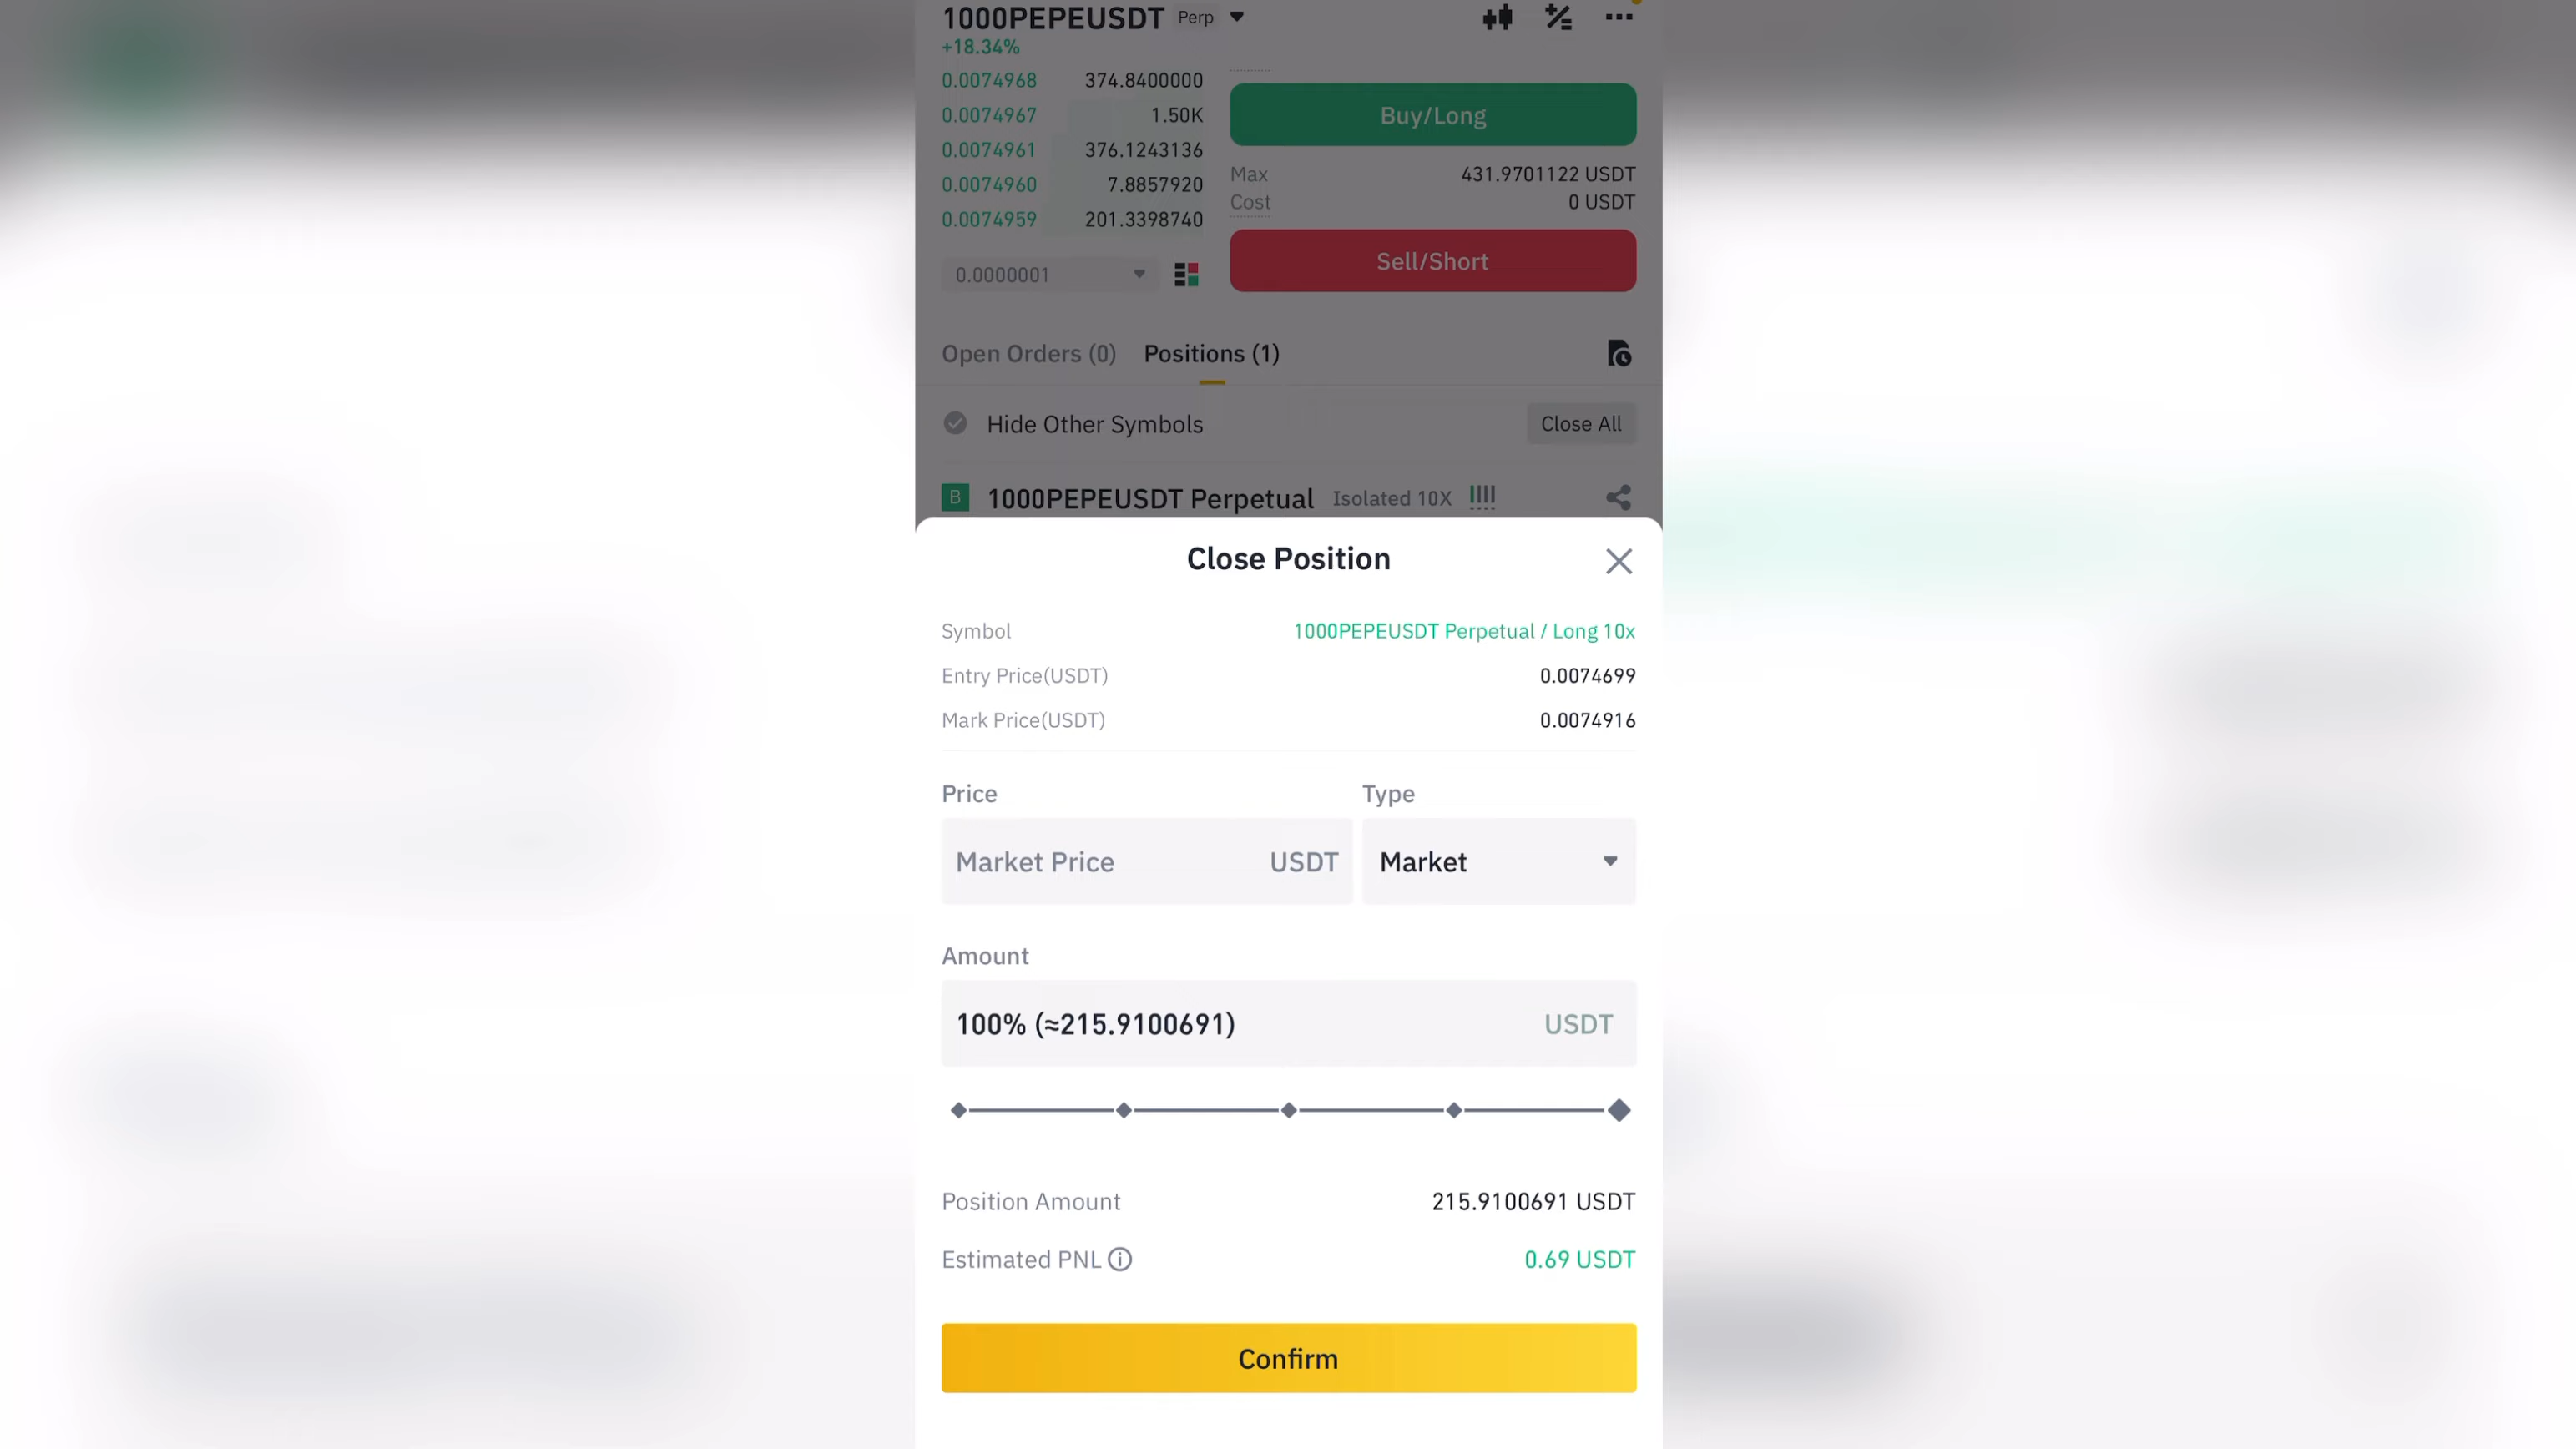 1000PEPEUSDT Perp
+18.34%
0.0074968 374.8400000
0.0074967 1.50K
0.0074961 376.1243136
0.0074960 7.8857920
0.0074959 201.3398740
0.0000001
Buy/Long
Max 431.9701122 USDT
Cost 0 USDT
Sell/Short
Open Orders (0) Positions (1)
Hide Other Symbols Close All
B 1000PEPEUSDT Perpetual Isolated 10X
Close Position
Symbol 1000PEPEUSDT Perpetual / Long 10x
Entry Price(USDT) 0.0074699
Mark Price(USDT) 0.0074916
Price Type
Market Price USDT Market
Amount
100% (≈215.9100691) USDT
Position Amount 215.9100691 USDT
Estimated PNL 0.69 USDT
Confirm